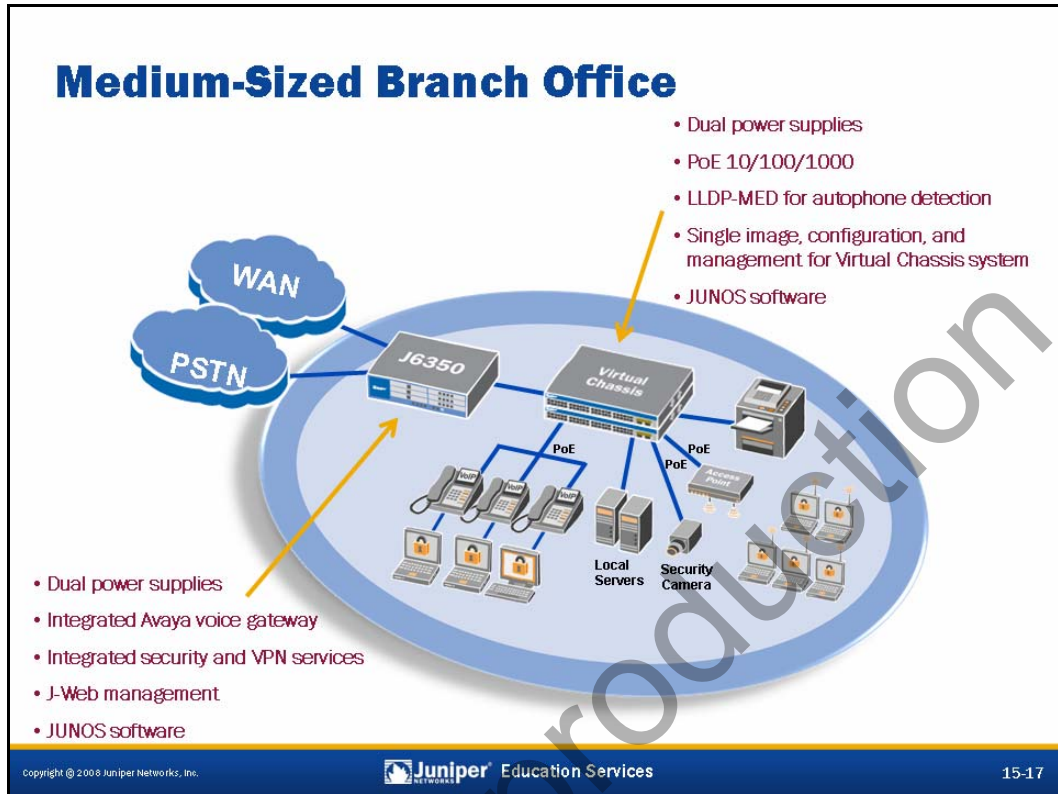 Medium-Sized Branch Office
• Dual power supplies
• PoE 10/100/1000
• LLDP-MED for autophone detection
• Single image, configuration, and
management for Virtual Chassis system
• JUNOS software
WAN
PSTN
J6350
Virtual
Chassis
PoE
PoE
PoE
Access
Point
VoIP
VoIP
VoIP
Local
Servers
Security
Camera
• Dual power supplies
• Integrated Avaya voice gateway
• Integrated security and VPN services
• J-Web management
• JUNOS software
production
Copyright © 2008 Juniper Networks, Inc.
Juniper
NETWORKS
Education Services
15-17